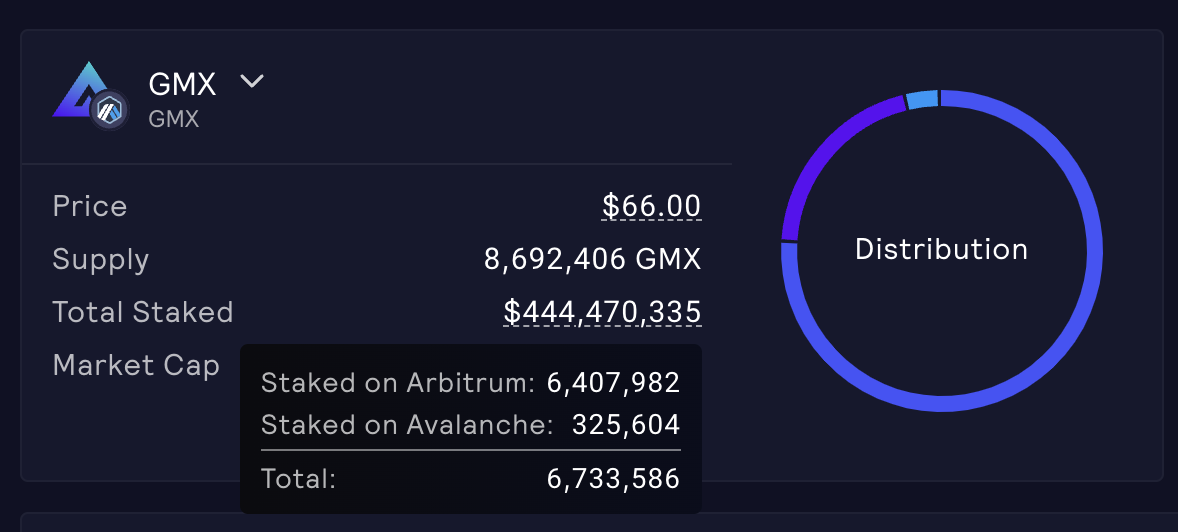 GMX
GMX
Price $66.00
Supply 8,692,406 GMX
Total Staked $444,470,335
Market Cap
Staked on Arbitrum: 6,407,982
Staked on Avalanche: 325,604
Total: 6,733,586
Distribution